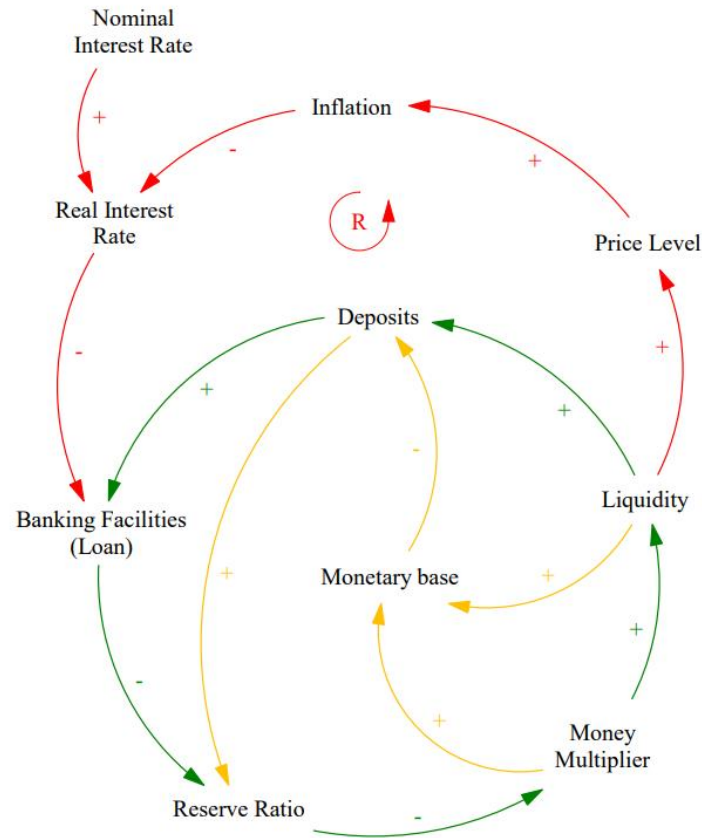 Nominal
Interest Rate
+
Inflation
-
+
Real Interest
Rate
R
Price Level
Deposits
-
+
+
+
-
Banking Facilities
(Loan)
Liquidity
+
Monetary base
+
+
-
+
Money
Multiplier
Reserve Ratio
-